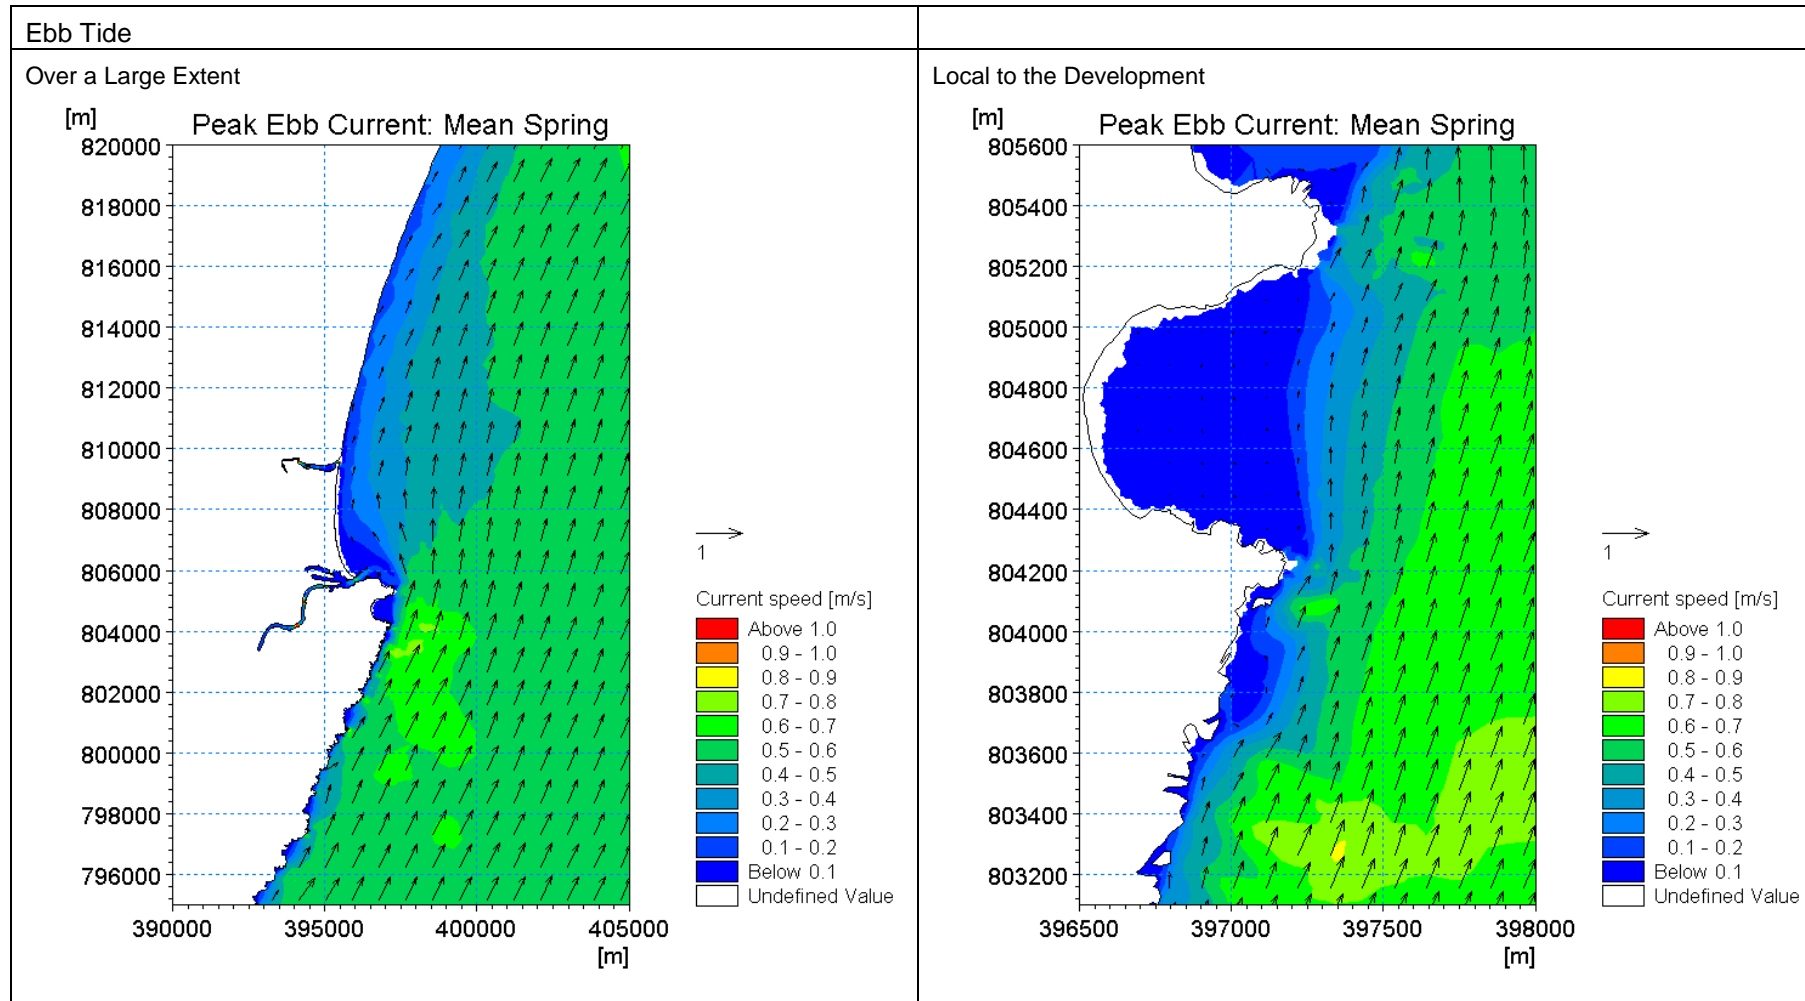 Ebb Tide
Over a Large Extent
[m]
Peak Ebb Current: Mean Spring
820000
818000
816000
814000
812000
810000
808000
806000
804000
802000
800000
798000
796000
390000 395000 400000 405000
[m]
1
Current speed [m/s]
Above 1.0
0.9 - 1.0
0.8 - 0.9
0.7 - 0.8
0.6 - 0.7
0.5 - 0.6
0.4 - 0.5
0.3 - 0.4
0.2 - 0.3
0.1 - 0.2
Below 0.1
Undefined Value
Local to the Development
[m]
Peak Ebb Current: Mean Spring
805600
805400
805200
805000
804800
804600
804400
804200
804000
803800
803600
803400
803200
396500 397000 397500 398000
[m]
1
Current speed [m/s]
Above 1.0
0.9 - 1.0
0.8 - 0.9
0.7 - 0.8
0.6 - 0.7
0.5 - 0.6
0.4 - 0.5
0.3 - 0.4
0.2 - 0.3
0.1 - 0.2
Below 0.1
Undefined Value